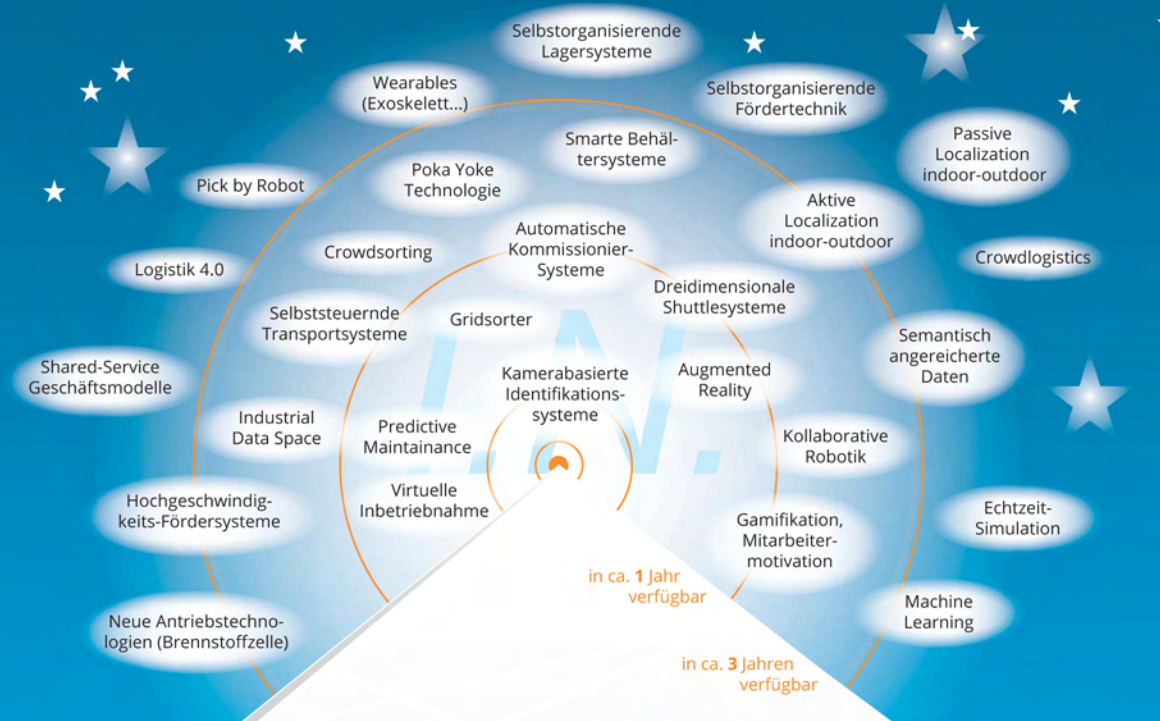 Selbstorganisierende
Lagersysteme
Wearables
(Exoskelett...)
Selbstorganisierende
Fördertechnik
Smarte Behäl-
tersysteme
Passive
Localization
indoor-outdoor
Poka Yoke
Technologie
Pick by Robot
Aktive
Localization
indoor-outdoor
Automatische
Kommissionier-
Systeme
Crowdsorting
Crowdlogistics
Logistik 4.0
Dreidimensionale
Shuttlesysteme
Selbststeuernde
Transportsysteme
Gridsorter
Semantisch
angereicherte
Daten
Shared-Service
Geschäftsmodelle
Kamerabasierte
Identifikations-
systeme
Augmented
Reality
Industrial
Data Space
Predictive
Maintainance
Kollaborative
Robotik
I.N.
Hochgeschwindig-
keits-Fördersysteme
Virtuelle
Inbetriebnahme
Echtzeit-
Simulation
Gamifikation,
Mitarbeiter-
motivation
in ca. 1 Jahr
verfügbar
Machine
Learning
Neue Antriebstechno-
logien (Brennstoffzelle)
in ca. 3 Jahren
verfügbar